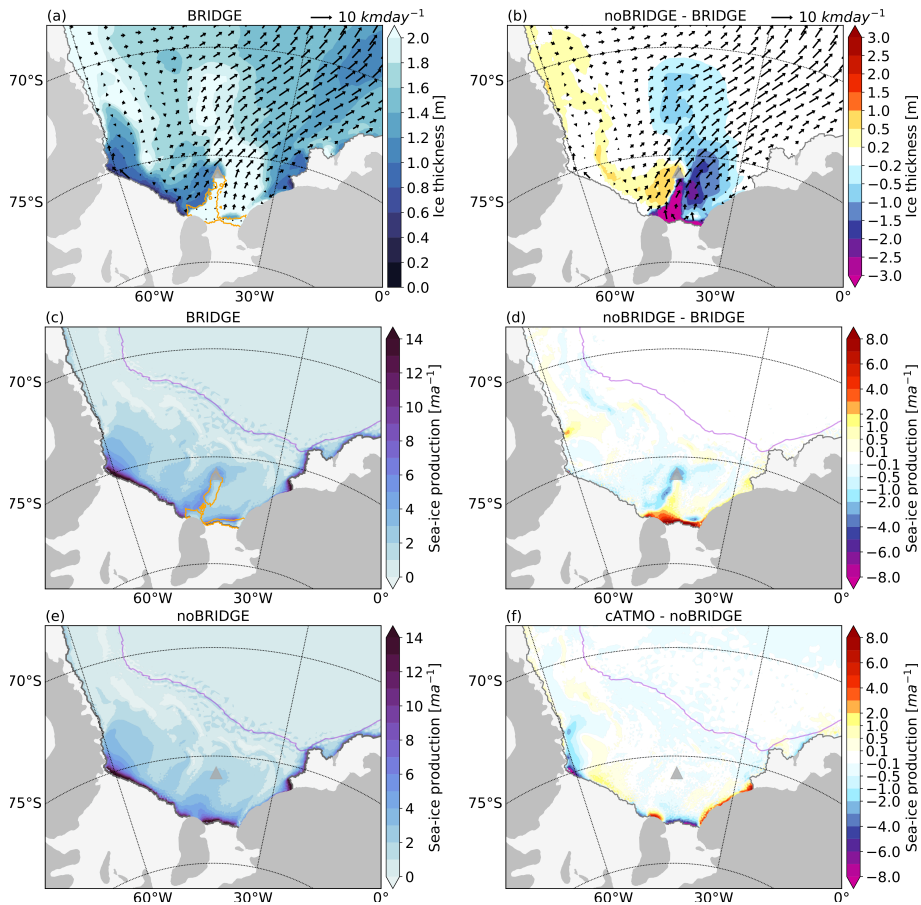 (a) BRIDGE 10 kmday⁻¹
70°S
75°S
60°W 30°W 0°
2.0
1.8
1.6
1.4
1.2
1.0
0.8
0.6
0.4
0.2
0.0
Ice thickness [m]
(b) noBRIDGE - BRIDGE 10 kmday⁻¹
70°S
75°S
60°W 30°W 0°
3.0
2.5
2.0
1.5
1.0
0.5
0.2
−0.2
−0.5
−1.0
−1.5
−2.0
−2.5
−3.0
Ice thickness [m]
(c) BRIDGE
70°S
75°S
60°W 30°W 0°
14
12
10
8
6
4
2
0
Sea-ice production [ma⁻¹]
(d) noBRIDGE - BRIDGE
70°S
75°S
60°W 30°W 0°
8.0
6.0
4.0
2.0
1.0
0.5
0.1
−0.1
−0.5
−1.0
−2.0
−4.0
−6.0
−8.0
Sea-ice production [ma⁻¹]
(e) noBRIDGE
70°S
75°S
60°W 30°W 0°
14
12
10
8
6
4
2
0
Sea-ice production [ma⁻¹]
(f) cATMO - noBRIDGE
70°S
75°S
60°W 30°W 0°
8.0
6.0
4.0
2.0
1.0
0.5
0.1
−0.1
−0.5
−1.0
−2.0
−4.0
−6.0
−8.0
Sea-ice production [ma⁻¹]